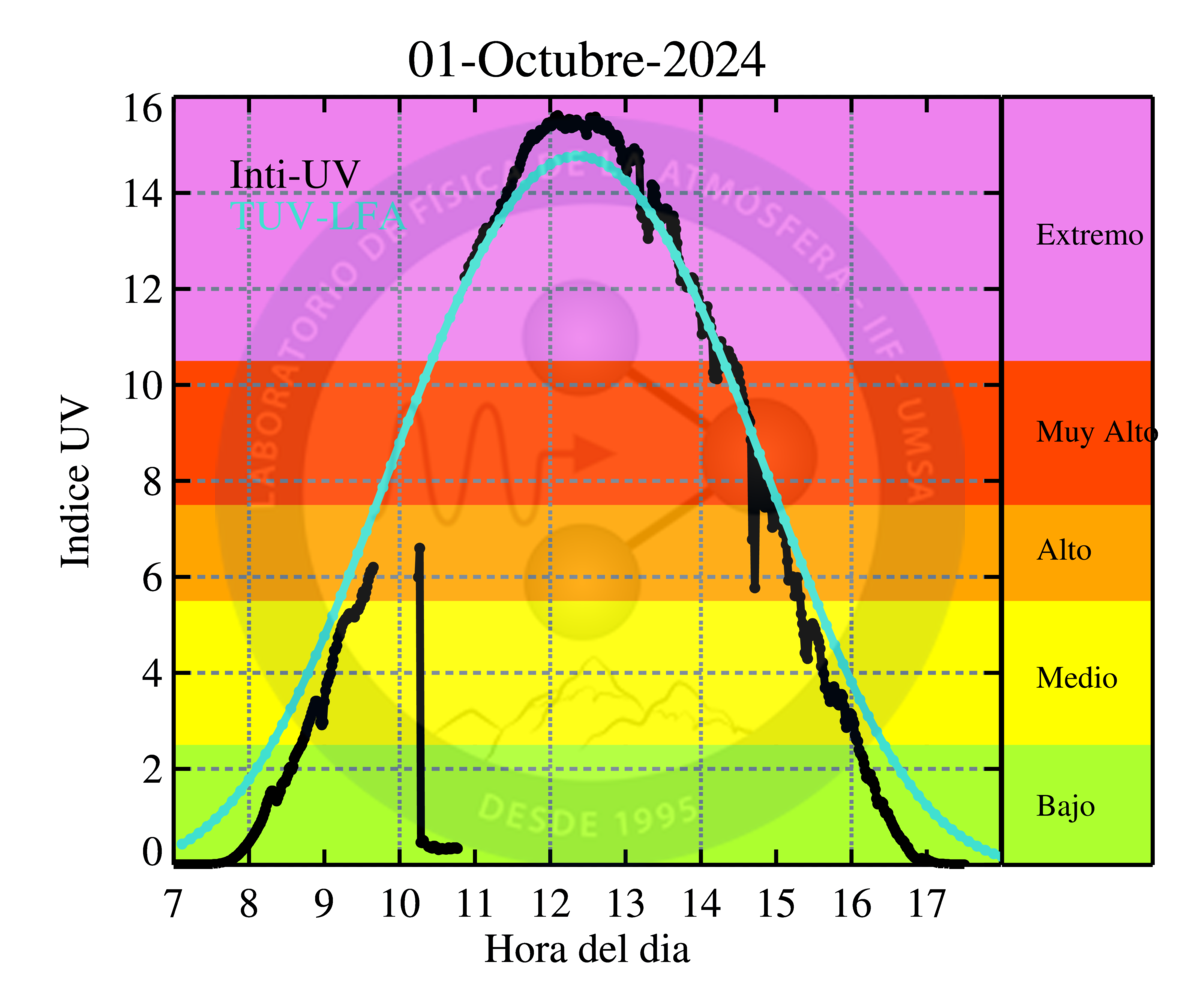 01-Octubre-2024
16
14
12
10
8
6
4
2
0
Indice UV
Inti-UV
TUV-LFA
LABORATORIO DE FÍSICA DE LA ATMÓSFERA - IIF - UMSA
DESDE 1995
Extremo
Muy Alto
Alto
Medio
Bajo
7 8 9 10 11 12 13 14 15 16 17
Hora del dia